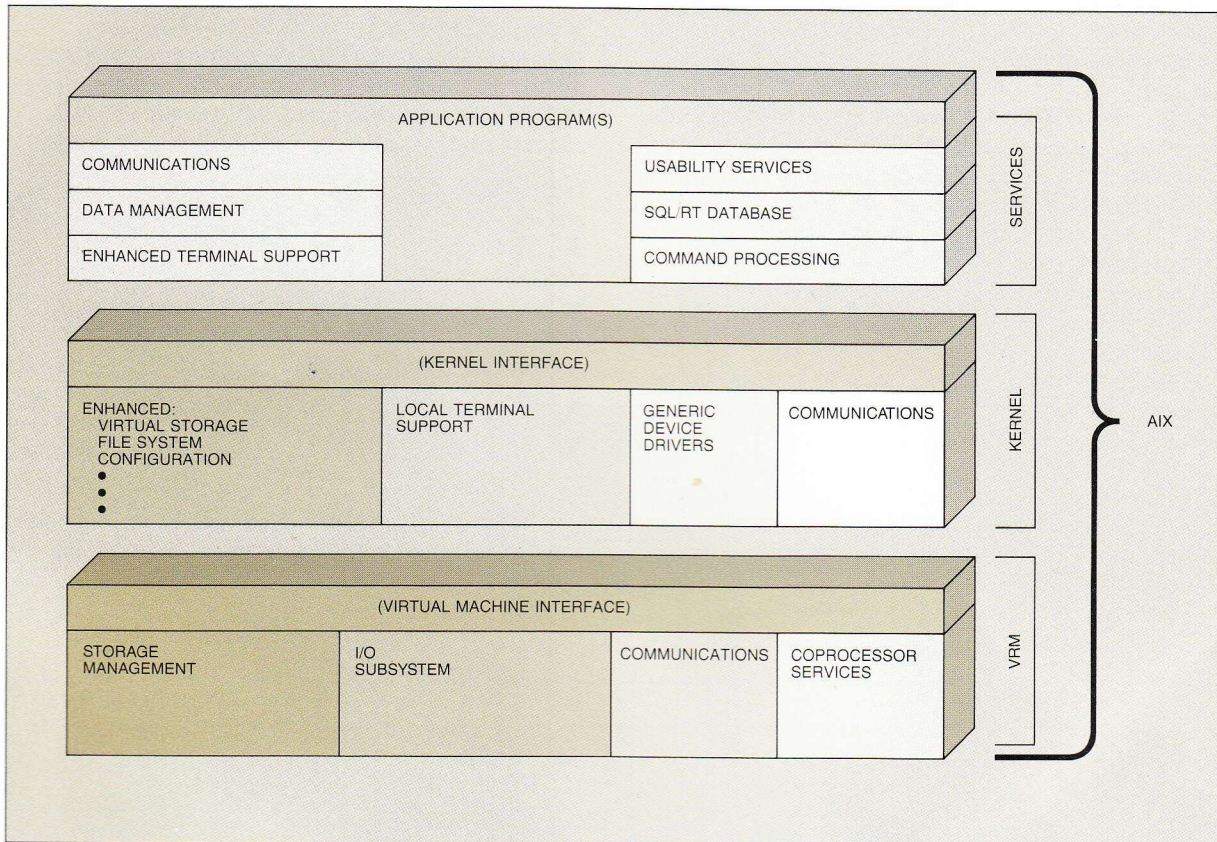 APPLICATION PROGRAM(S)
COMMUNICATIONS
DATA MANAGEMENT
ENHANCED TERMINAL SUPPORT
USABILITY SERVICES
SQL/RT DATABASE
COMMAND PROCESSING
SERVICES
(KERNEL INTERFACE)
ENHANCED:
VIRTUAL STORAGE
FILE SYSTEM
CONFIGURATION
LOCAL TERMINAL
SUPPORT
GENERIC
DEVICE
DRIVERS
COMMUNICATIONS
KERNEL
AIX
(VIRTUAL MACHINE INTERFACE)
STORAGE
MANAGEMENT
I/O
SUBSYSTEM
COMMUNICATIONS
COPROCESSOR
SERVICES
VRM